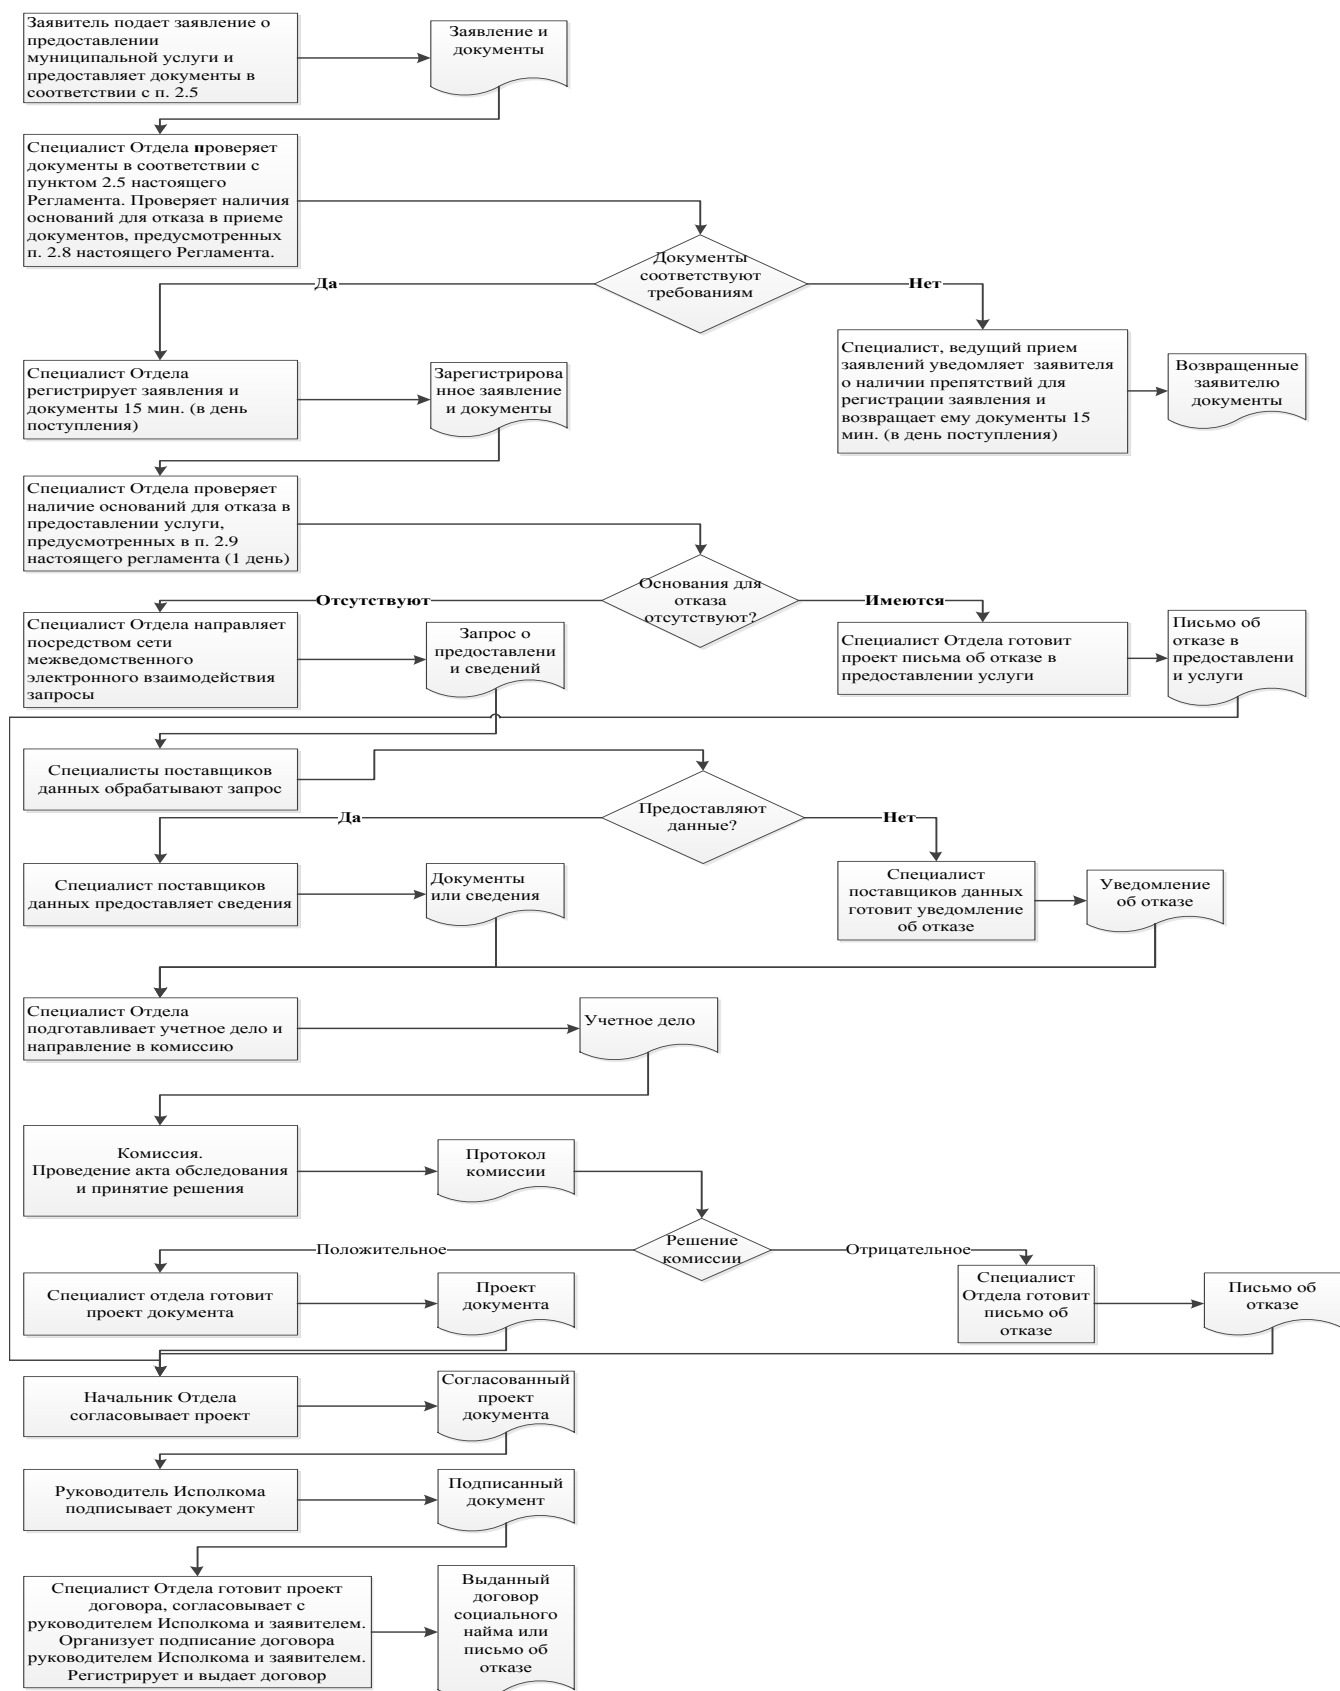 Заявитель подает заявление о
предоставлении
муниципальной услуги и
предоставляет документы в
соответствии с п. 2.5
Заявление и
документы
Специалист Отдела проверяет
документы в соответствии с
пунктом 2.5 настоящего
Регламента. Проверяет наличия
оснований для отказа в приеме
документов, предусмотренных
п. 2.8 настоящего Регламента.
Документы
соответствуют
требованиям
Да
Нет
Специалист Отдела
регистрирует заявления и
документы 15 мин. (в день
поступления)
Зарегистрирова
нное заявление
и документы
Специалист, ведущий прием
заявлений уведомляет заявителя
о наличии препятствий для
регистрации заявления и
возвращает ему документы 15
мин. (в день поступления)
Возвращенные
заявителю
документы
Специалист Отдела проверяет
наличие оснований для отказа в
предоставлении услуги,
предусмотренных в п. 2.9
настоящего регламента (1 день)
Основания для
отказа
отсутствуют?
Отсутствуют
Имеются
Специалист Отдела направляет
посредством сети
межведомственного
электронного взаимодействия
запросы
Запрос о
предоставлени
и сведений
Специалист Отдела готовит
проект письма об отказе в
предоставлении услуги
Письмо об
отказе в
предоставлени
и услуги
Специалисты поставщиков
данных обрабатывают запрос
Предоставляют
данные?
Да
Нет
Специалист поставщиков
данных предоставляет сведения
Документы
или сведения
Специалист
поставщиков данных
готовит уведомление
об отказе
Уведомление
об отказе
Специалист Отдела
подготавливает учетное дело и
направление в комиссию
Учетное дело
Комиссия.
Проведение акта обследования
и принятие решения
Протокол
комиссии
Решение
комиссии
Положительное
Отрицательное
Специалист отдела готовит
проект документа
Проект
документа
Специалист
Отдела готовит
письмо об
отказе
Письмо об
отказе
Начальник Отдела
согласовывает проект
Согласованный
проект
документа
Руководитель Исполкома
подписывает документ
Подписанный
документ
Специалист Отдела готовит проект
договора, согласовывает с
руководителем Исполкома и заявителем.
Организует подписание договора
руководителем Исполкома и заявителем.
Регистрирует и выдает договор
Выданный
договор
социального
найма или
письмо об
отказе